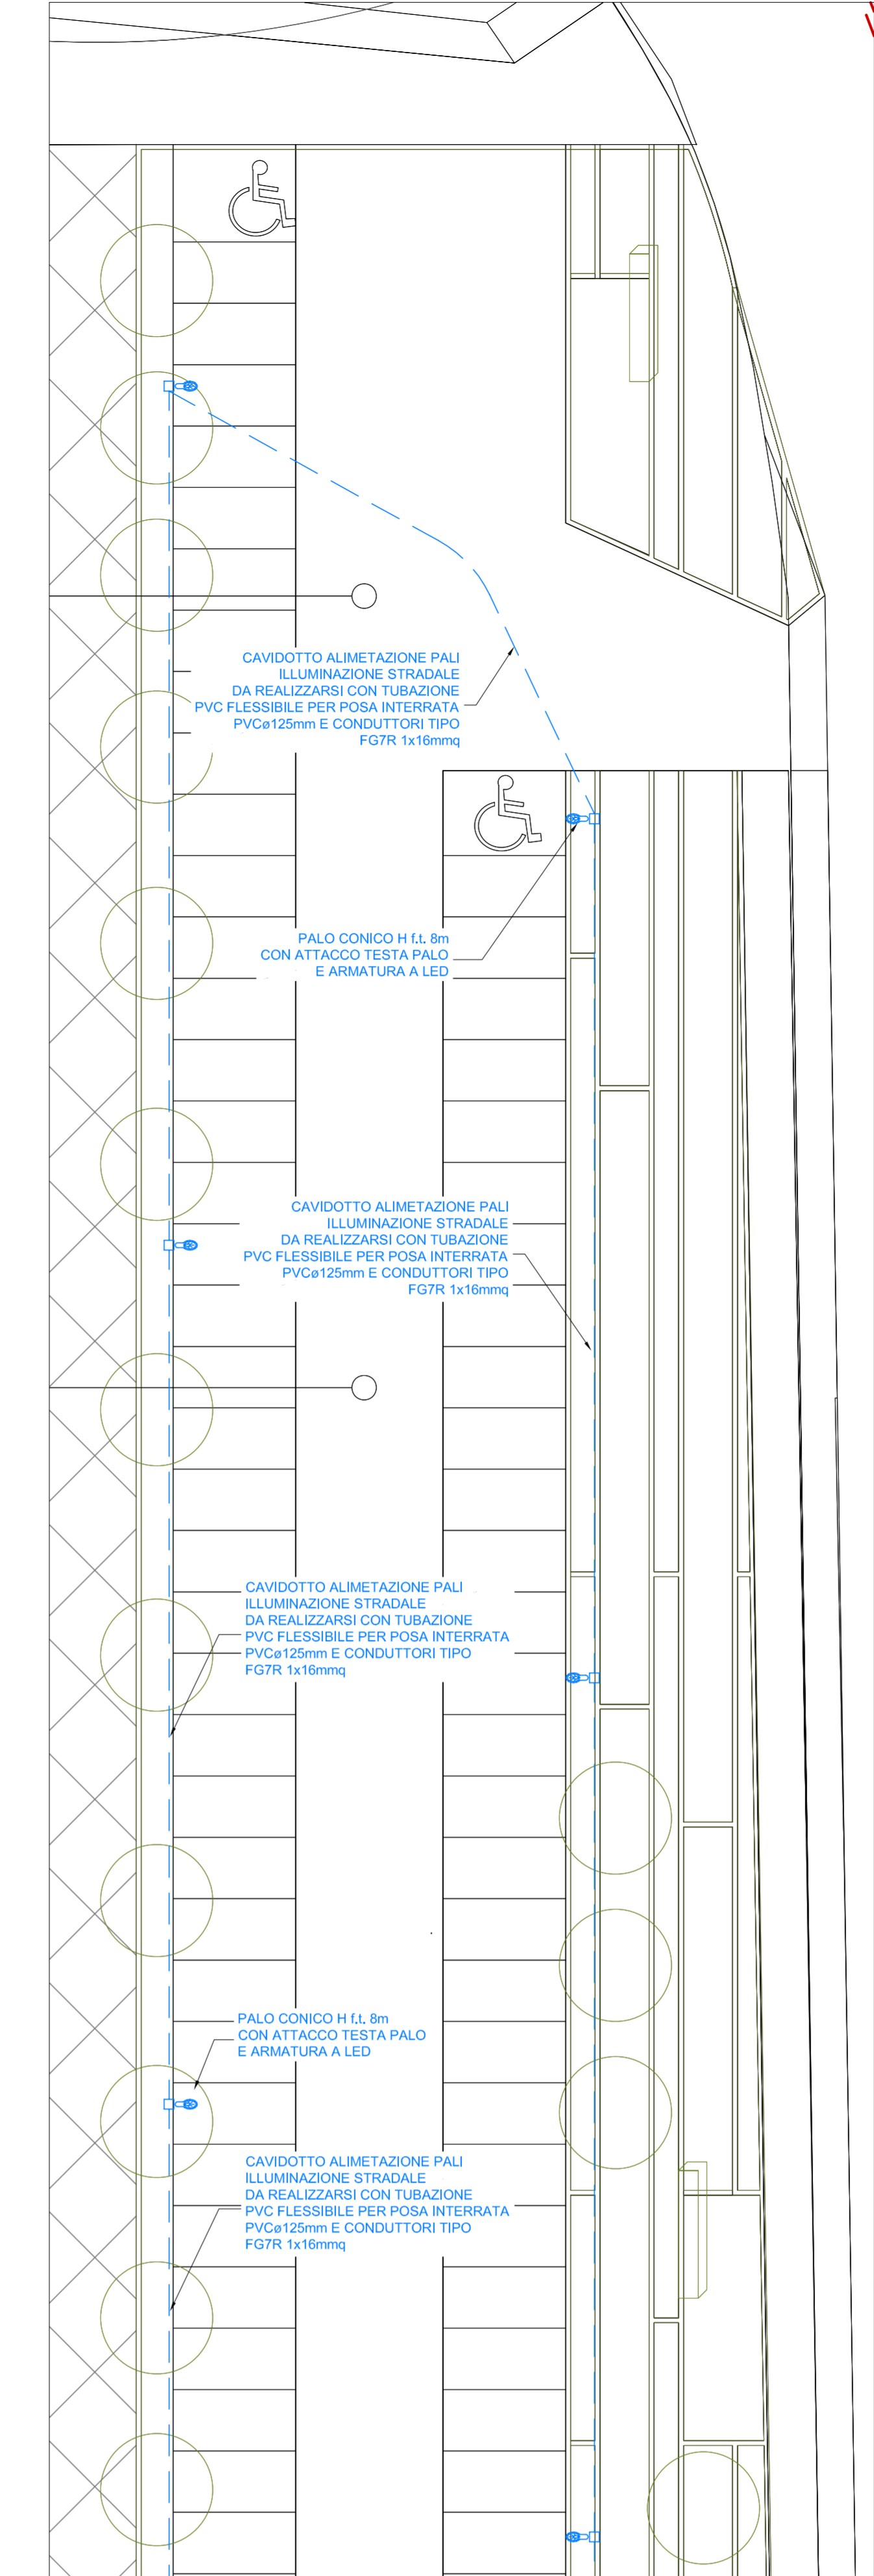 CAVIDOTTO ALIMETAZIONE PALI
ILLUMINAZIONE STRADALE
DA REALIZZARSI CON TUBAZIONE
PVC FLESSIBILE PER POSA INTERRATA
PVCø125mm E CONDUTTORI TIPO
FG7R 1x16mmq
PALO CONICO H f.t. 8m
CON ATTACCO TESTA PALO
E ARMATURA A LED
CAVIDOTTO ALIMETAZIONE PALI
ILLUMINAZIONE STRADALE
DA REALIZZARSI CON TUBAZIONE
PVC FLESSIBILE PER POSA INTERRATA
PVCø125mm E CONDUTTORI TIPO
FG7R 1x16mmq
CAVIDOTTO ALIMETAZIONE PALI
ILLUMINAZIONE STRADALE
DA REALIZZARSI CON TUBAZIONE
PVC FLESSIBILE PER POSA INTERRATA
PVCø125mm E CONDUTTORI TIPO
FG7R 1x16mmq
PALO CONICO H f.t. 8m
CON ATTACCO TESTA PALO
E ARMATURA A LED
CAVIDOTTO ALIMETAZIONE PALI
ILLUMINAZIONE STRADALE
DA REALIZZARSI CON TUBAZIONE
PVC FLESSIBILE PER POSA INTERRATA
PVCø125mm E CONDUTTORI TIPO
FG7R 1x16mmq